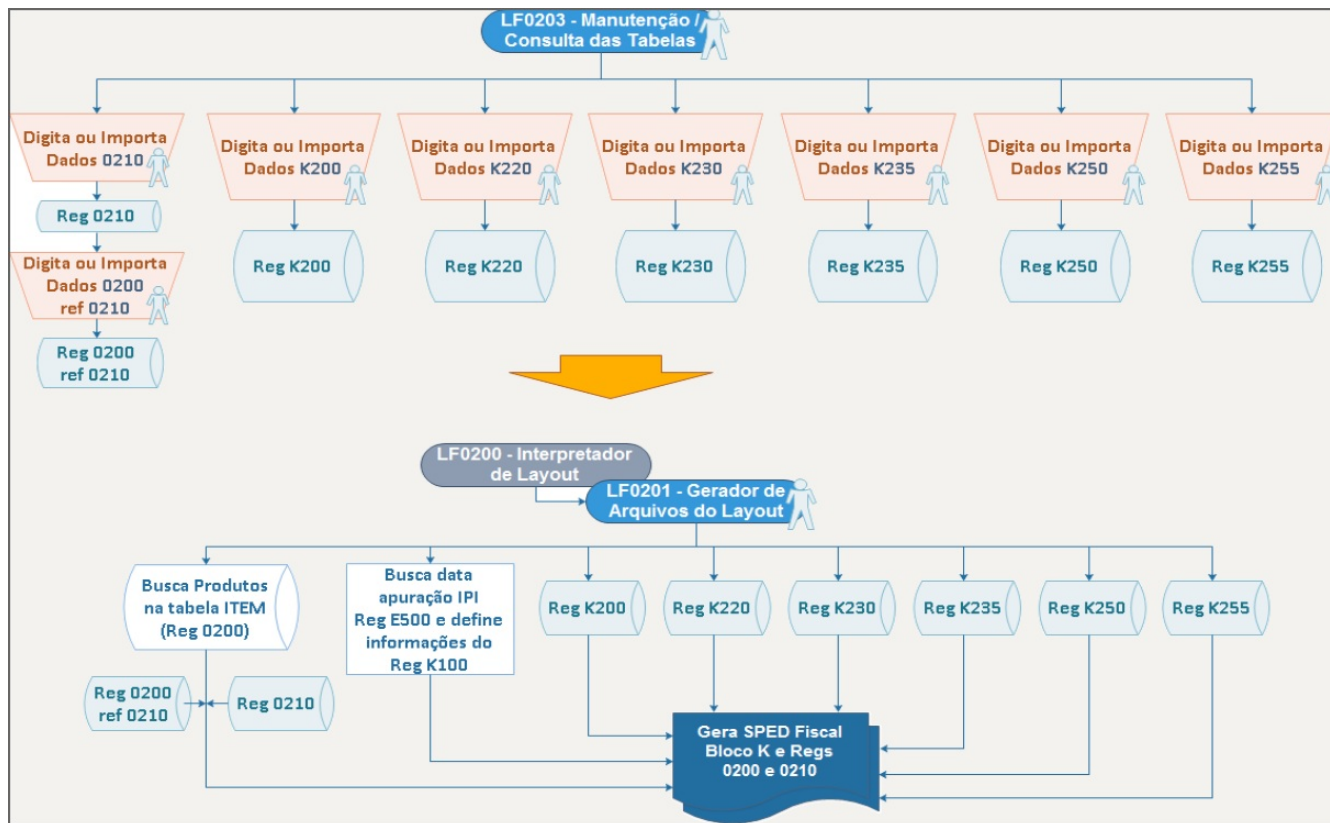 LF0203 - Manutenção /
Consulta das Tabelas
Digita ou Importa
Dados 0210
Digita ou Importa
Dados K200
Digita ou Importa
Dados K220
Digita ou Importa
Dados K230
Digita ou Importa
Dados K235
Digita ou Importa
Dados K250
Digita ou Importa
Dados K255
Reg 0210
Digita ou Importa
Dados 0200
ref 0210
Reg 0200
ref 0210
Reg K200
Reg K220
Reg K230
Reg K235
Reg K250
Reg K255
LF0200 - Interpretador
de Layout
LF0201 - Gerador de
Arquivos do Layout
Busca Produtos
na tabela ITEM
(Reg 0200)
Busca data
apuração IPI
Reg E500 e define
informações do
Reg K100
Reg K200
Reg K220
Reg K230
Reg K235
Reg K250
Reg K255
Reg 0200
ref 0210
Reg 0210
Gera SPED Fiscal
Bloco K e Regs
0200 e 0210